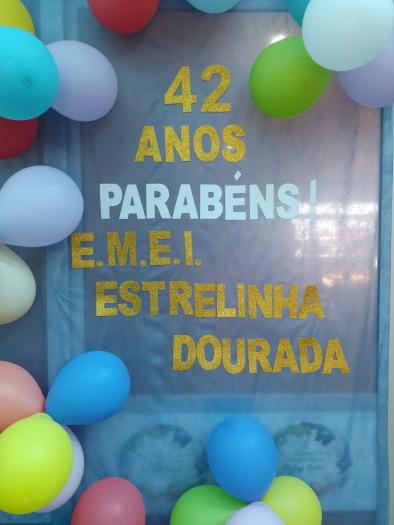 42
ANOS
PARABÉNS!
E.M.E.I.
ESTRELINHA
DOURADA